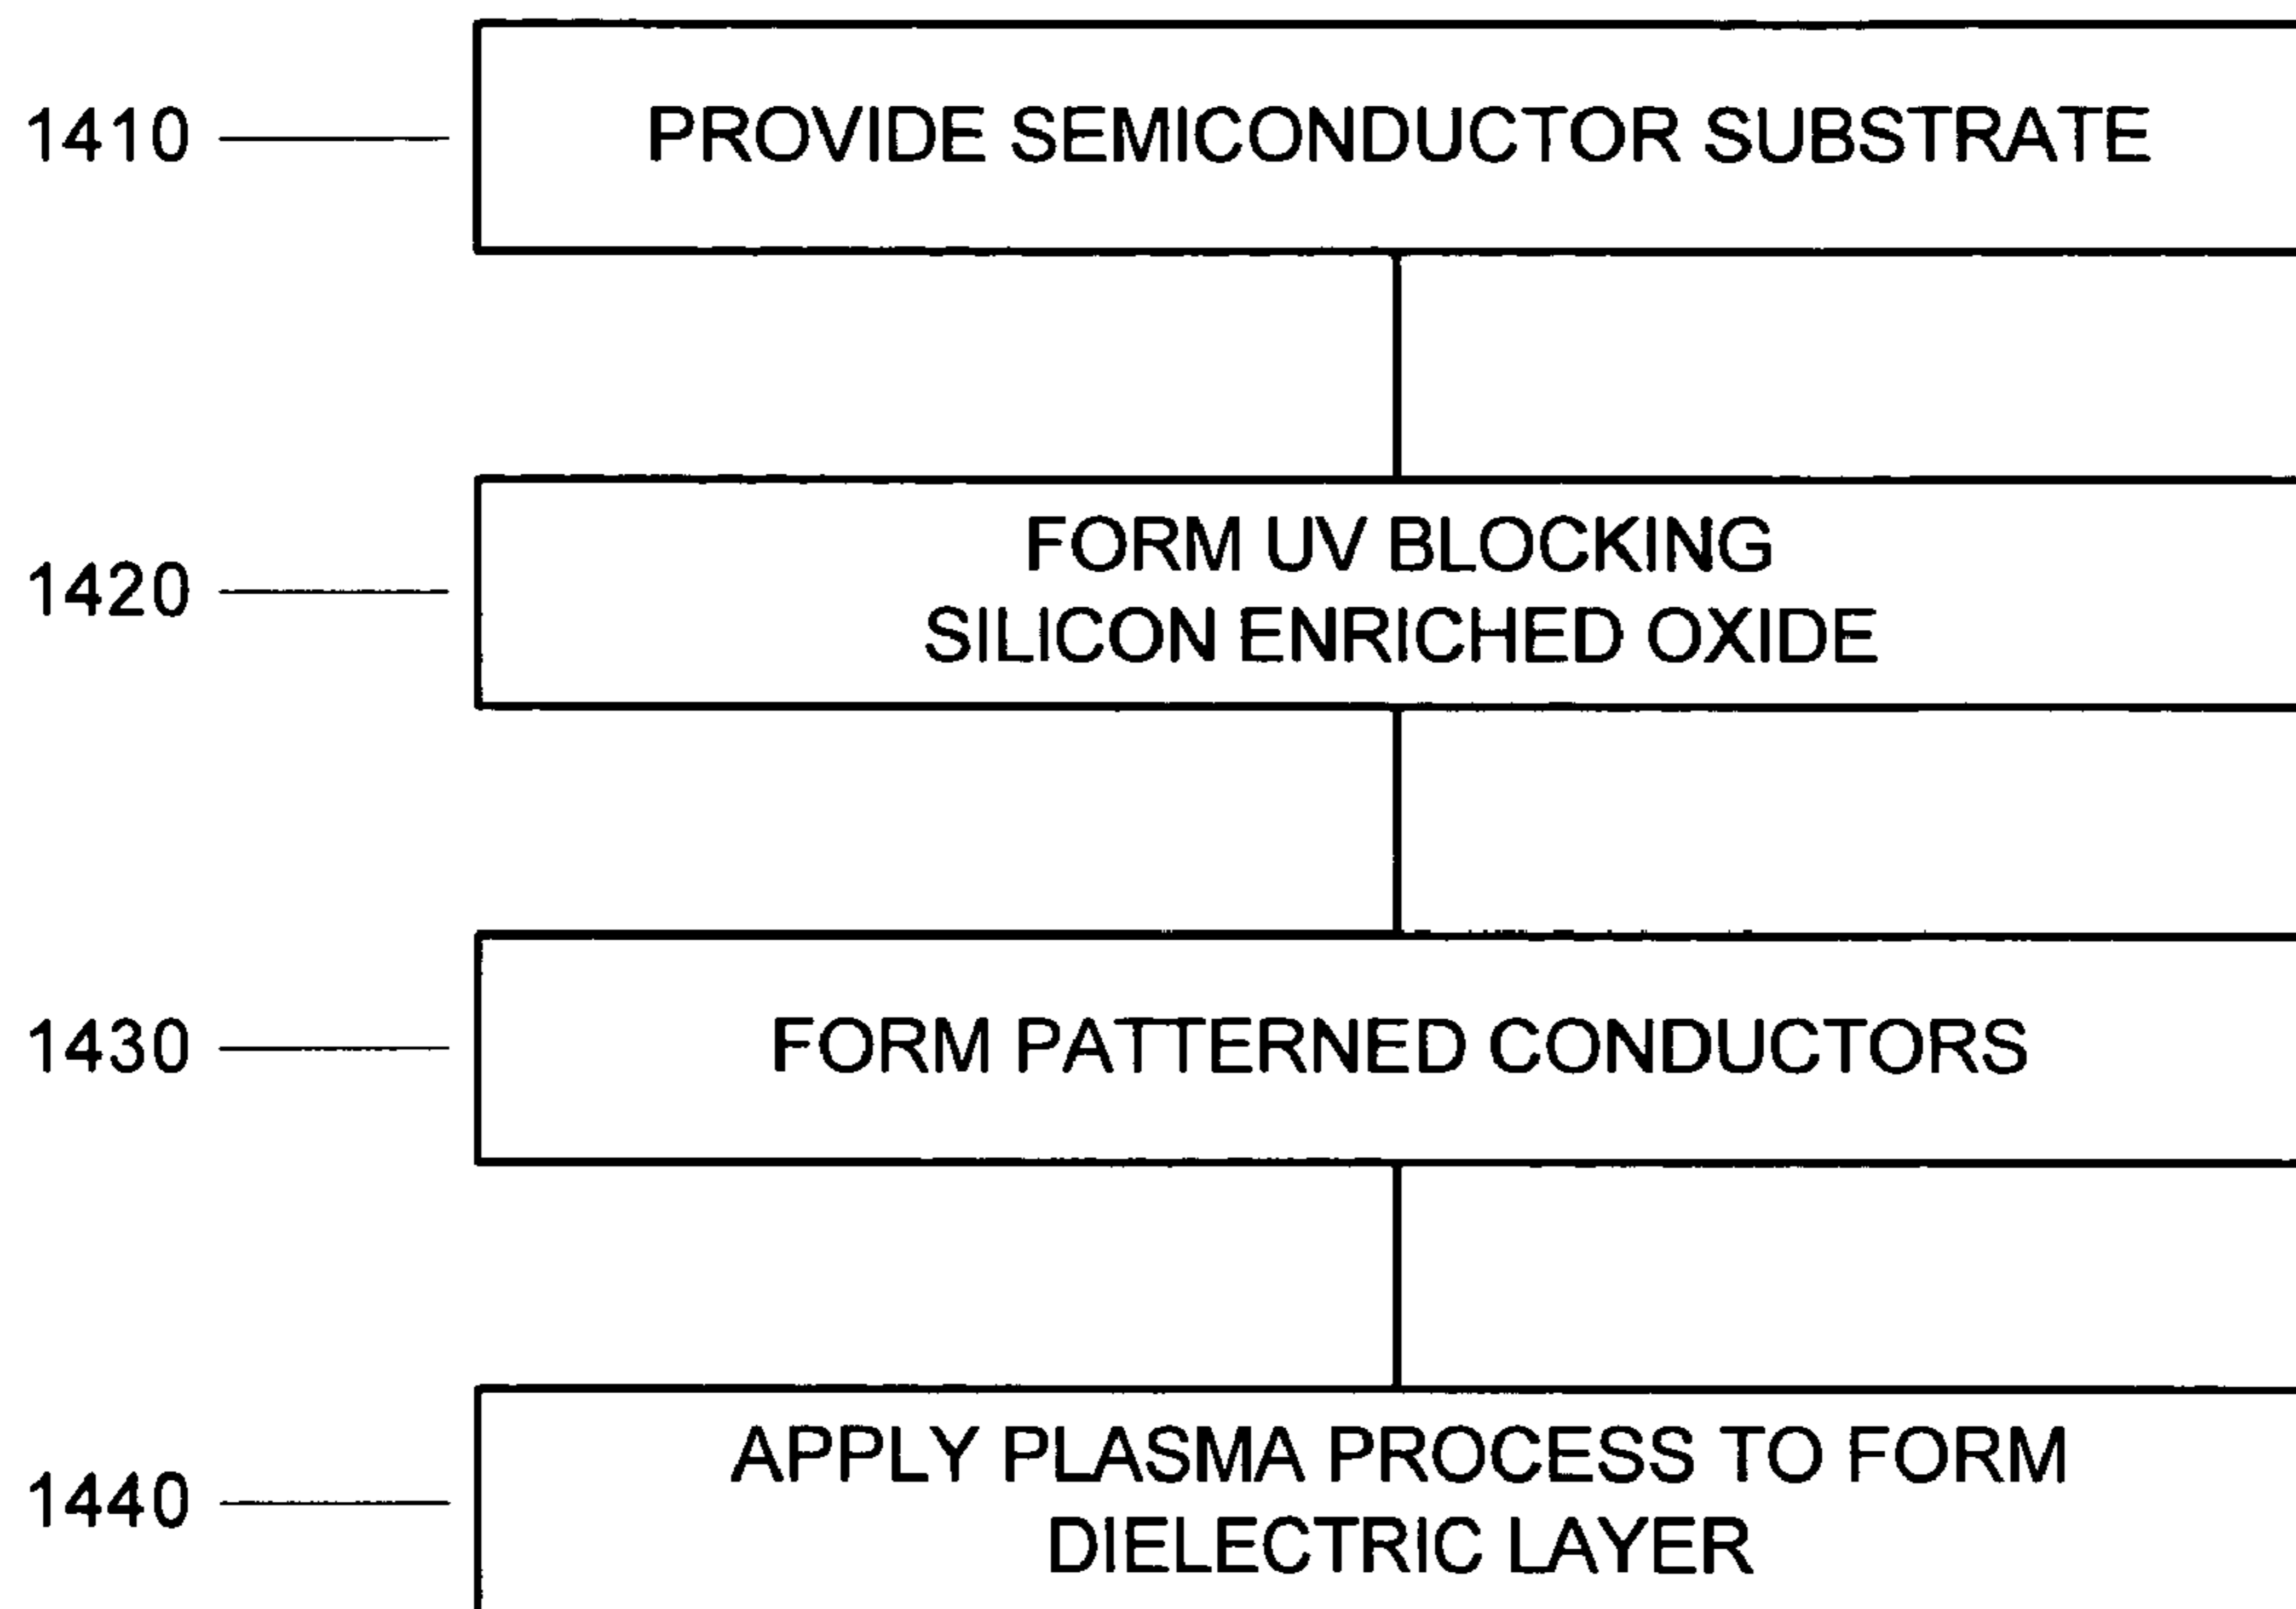 1410
PROVIDE SEMICONDUCTOR SUBSTRATE
1420
FORM UV BLOCKING
SILICON ENRICHED OXIDE
1430
FORM PATTERNED CONDUCTORS
1440
APPLY PLASMA PROCESS TO FORM
DIELECTRIC LAYER